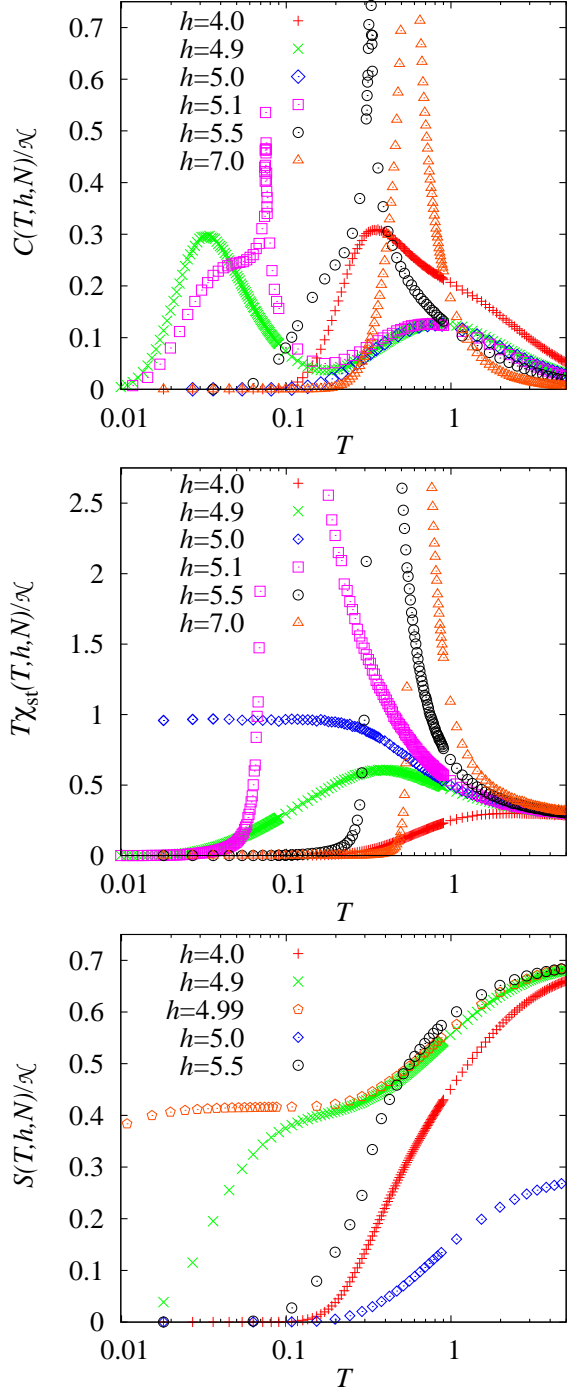 C(T,h,N)/𝒩
0.7
0.6
0.5
0.4
0.3
0.2
0.1
0
h=4.0
h=4.9
h=5.0
h=5.1
h=5.5
h=7.0
0.01
0.1
1
T
Tχst(T,h,N)/𝒩
2.5
2
1.5
1
0.5
0
h=4.0
h=4.9
h=5.0
h=5.1
h=5.5
h=7.0
0.01
0.1
1
T
S(T,h,N)/𝒩
0.7
0.6
0.5
0.4
0.3
0.2
0.1
0
h=4.0
h=4.9
h=4.99
h=5.0
h=5.5
0.01
0.1
1
T